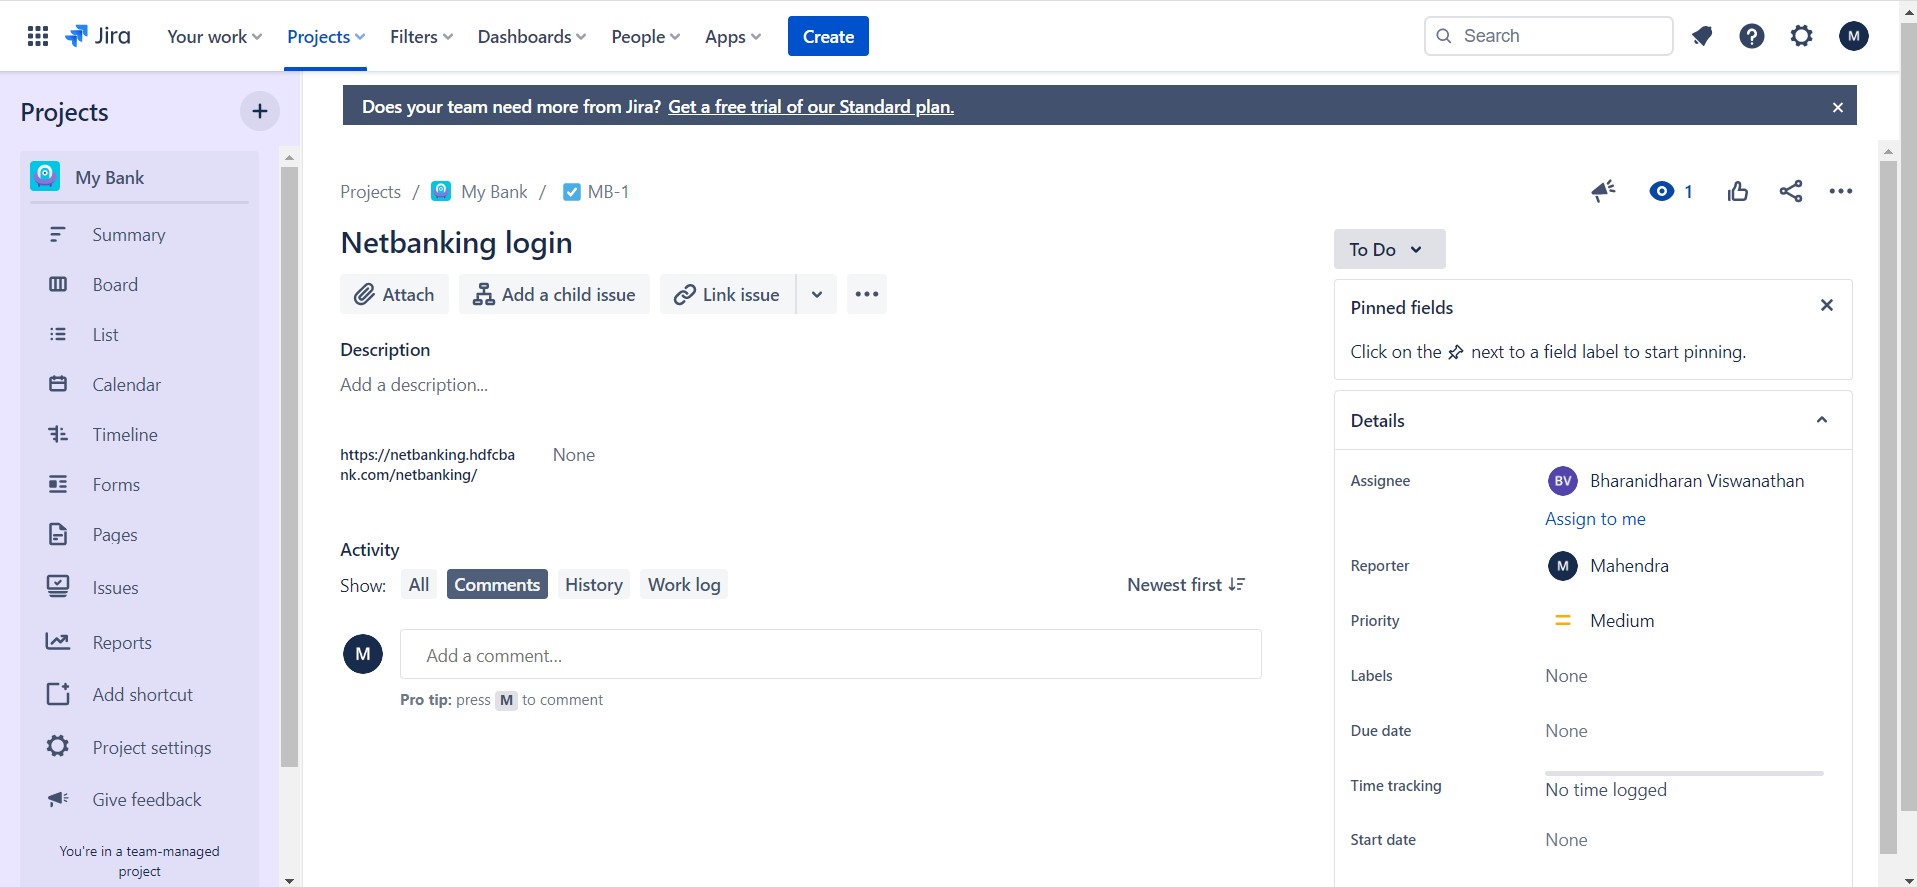 Jira
Your work
Projects
Filters
Dashboards
People
Apps
Create
Search
M
Projects
My Bank
Summary
Board
List
Calendar
Timeline
Forms
Pages
Issues
Reports
Add shortcut
Project settings
Give feedback
You're in a team-managed
project
Does your team need more from Jira? Get a free trial of our Standard plan.
Projects / My Bank / MB-1
1
Netbanking login
Attach
Add a child issue
Link issue
Description
Add a description...
https://netbanking.hdfcba
nk.com/netbanking/
None
Activity
Show: All Comments History Work log
Newest first
M
Add a comment...
Pro tip: press M to comment
To Do
Pinned fields
Click on the next to a field label to start pinning.
Details
Assignee BV Bharanidharan Viswanathan
Assign to me
Reporter M Mahendra
Priority Medium
Labels None
Due date None
Time tracking No time logged
Start date None